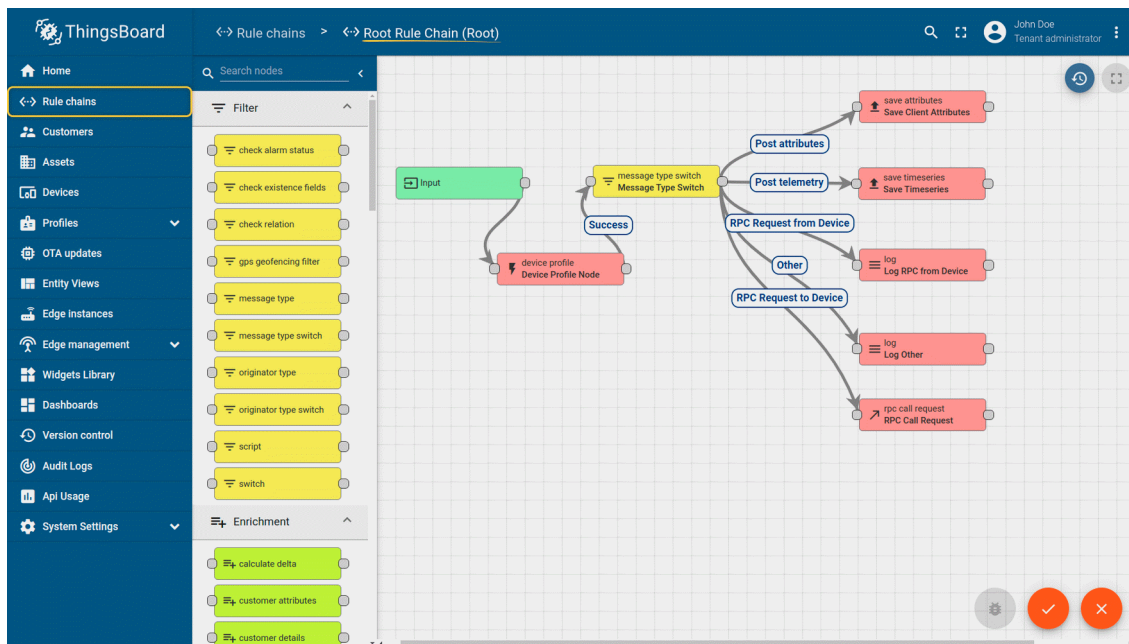 ThingsBoard
Rule chains > Root Rule Chain (Root)
John Doe
Tenant administrator
Home
Rule chains
Customers
Assets
Devices
Profiles
OTA updates
Entity Views
Edge instances
Edge management
Widgets Library
Dashboards
Version control
Audit Logs
Api Usage
System Settings
Search nodes
Filter
check alarm status
check existence fields
check relation
gps geofencing filter
message type
message type switch
originator type
originator type switch
script
switch
Enrichment
calculate delta
customer attributes
customer details
Input
device profile
Device Profile Node
Success
message type switch
Message Type Switch
Post attributes
Post telemetry
RPC Request from Device
Other
RPC Request to Device
save attributes
Save Client Attributes
save timeseries
Save Timeseries
log
Log RPC from Device
log
Log Other
rpc call request
RPC Call Request